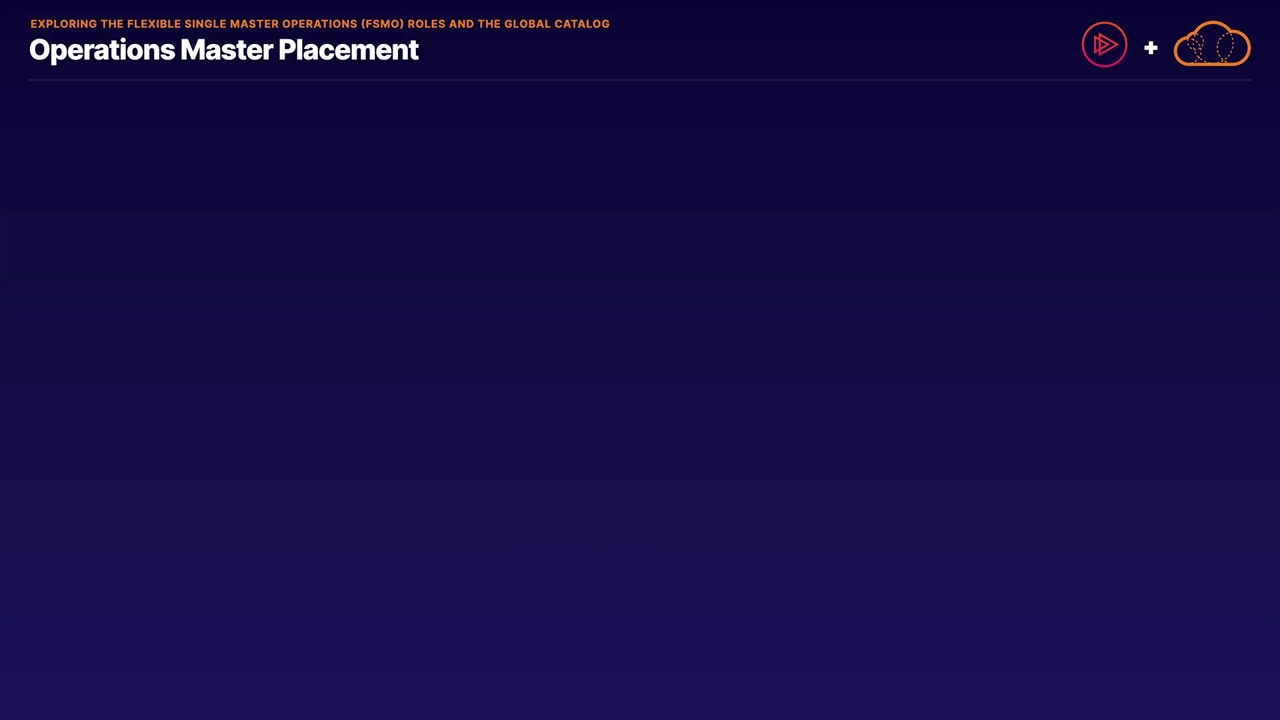 EXPLORING THE FLEXIBLE SINGLE MASTER OPERATIONS (FSMO) ROLES AND THE GLOBAL CATALOG
Operations Master Placement
+